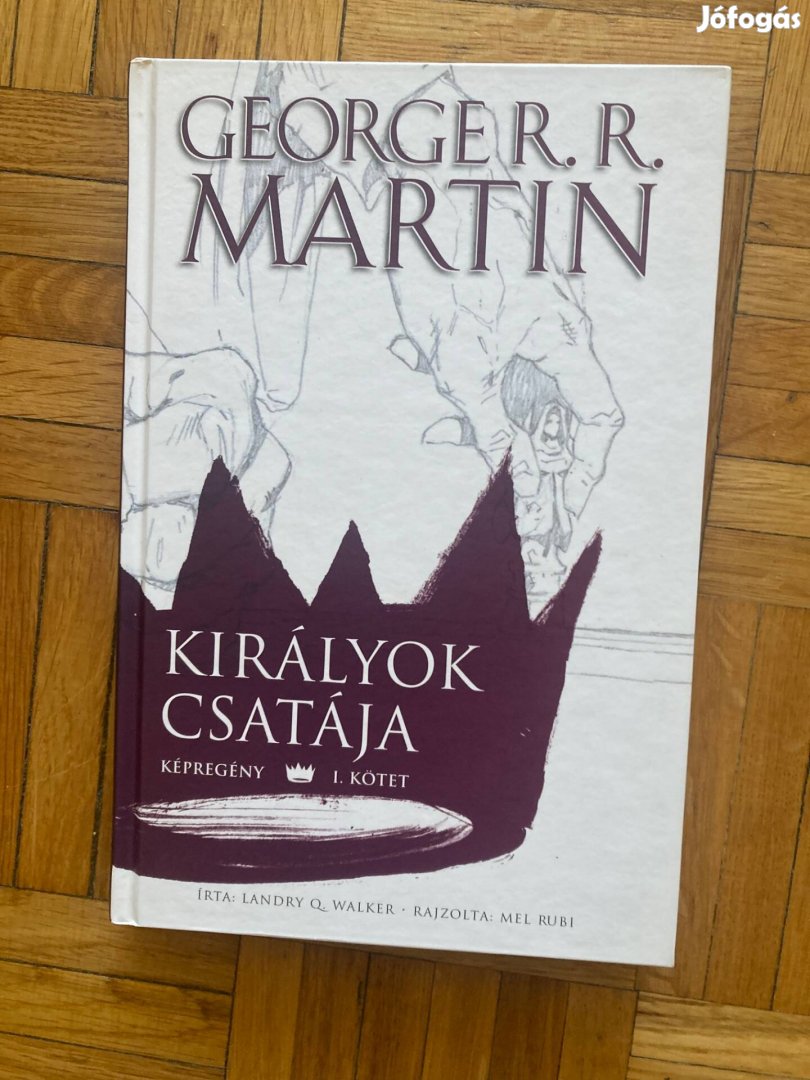 Jófogás
GEORGE R. R.
MARTIN
KIRÁLYOK
CSATÁJA
KÉPREGÉNY I. KÖTET
ÍRTA: LANDRY Q. WALKER · RAJZOLTA: MEL RUBI